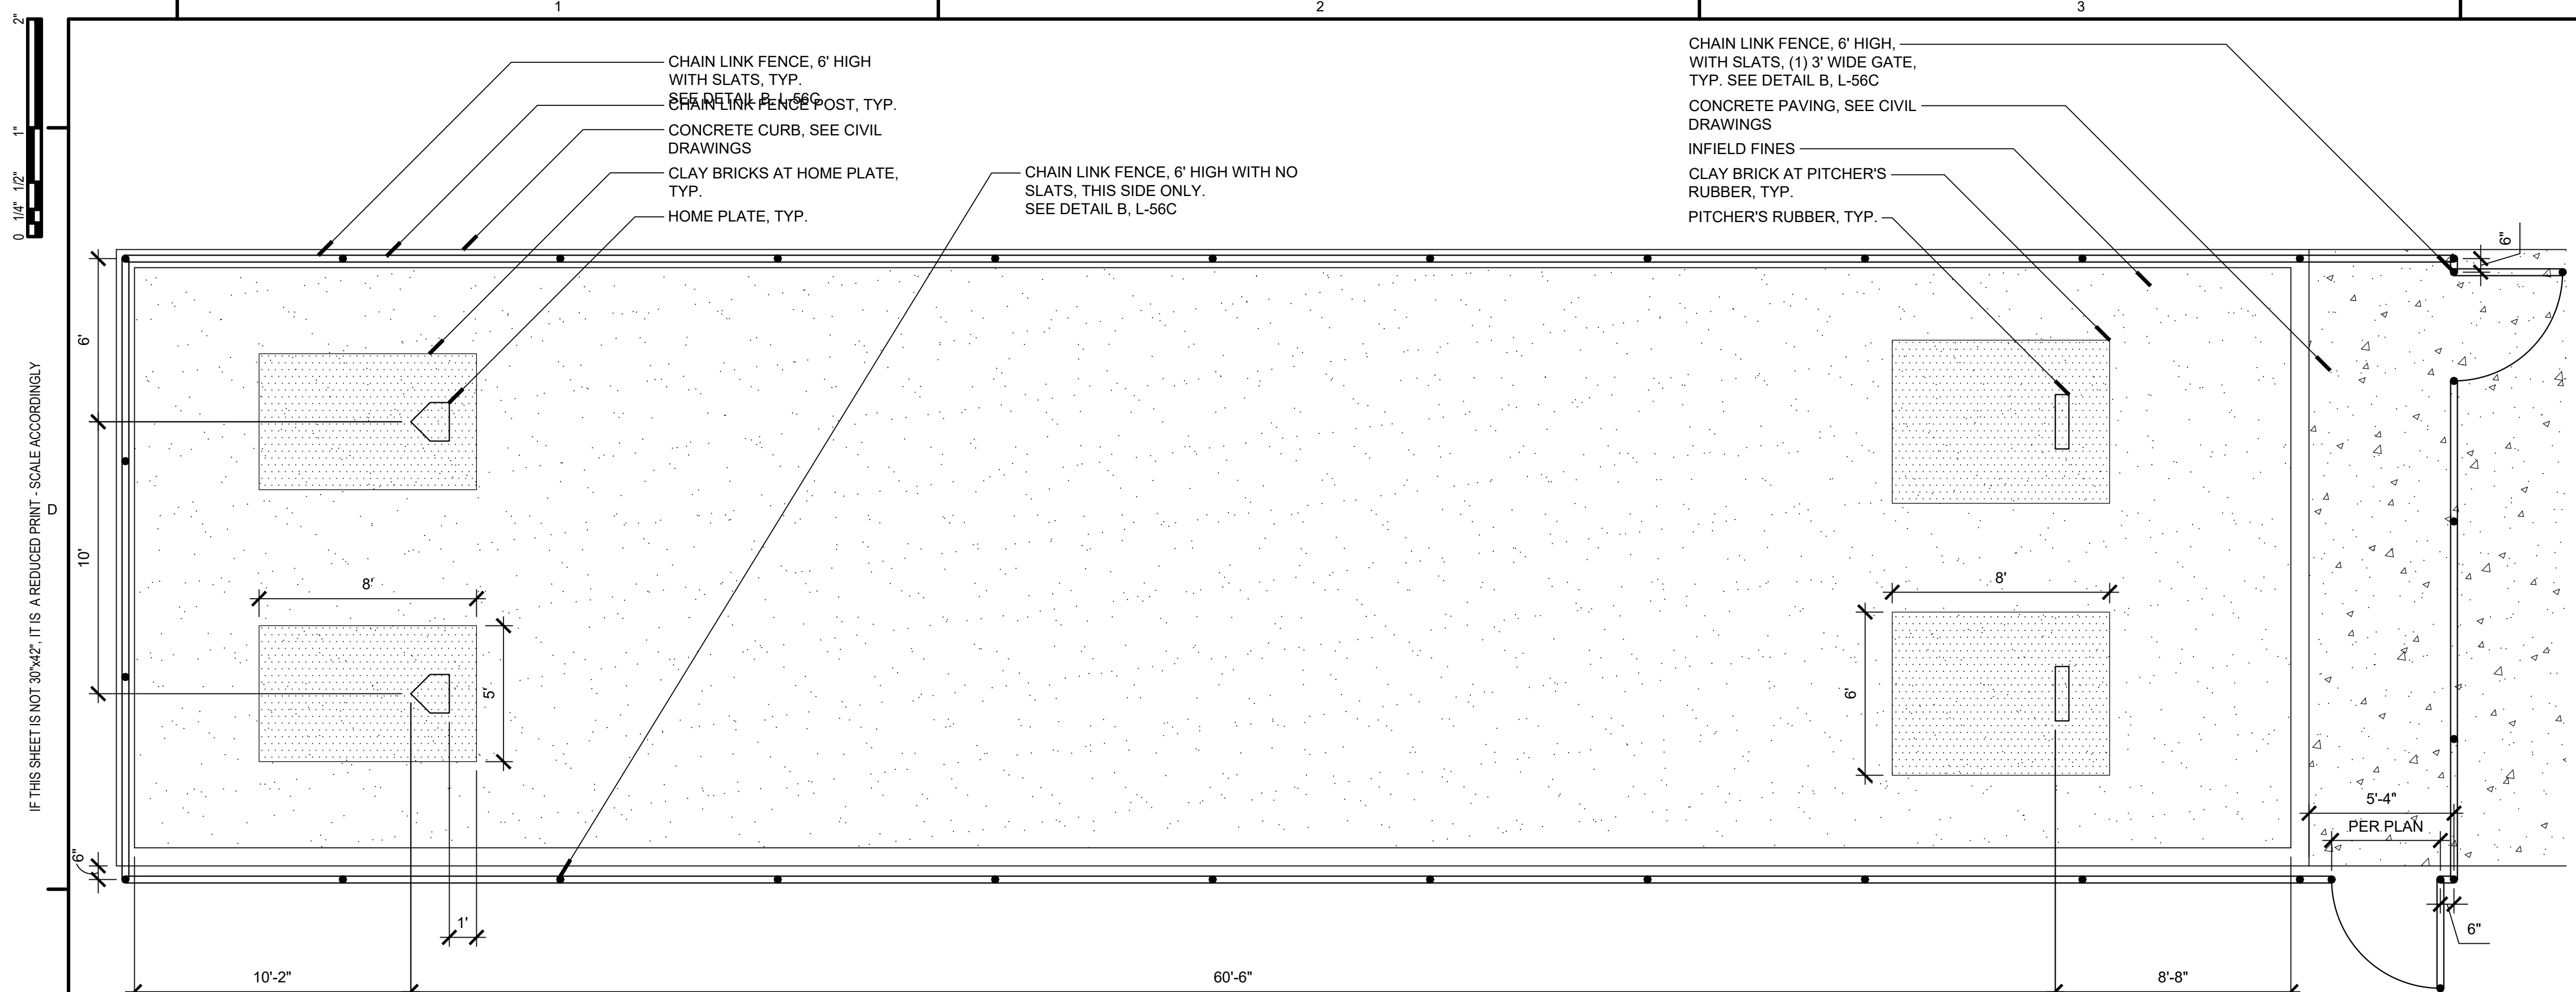 1
2
3
2"
1"
1/2"
1/4"
0
IF THIS SHEET IS NOT 30"x42", IT IS A REDUCED PRINT - SCALE ACCORDINGLY
D
CHAIN LINK FENCE, 6' HIGH
WITH SLATS, TYP.
SEE DETAIL B, L-56C
CHAIN LINK FENCE POST, TYP.
CONCRETE CURB, SEE CIVIL
DRAWINGS
CLAY BRICKS AT HOME PLATE,
TYP.
HOME PLATE, TYP.
CHAIN LINK FENCE, 6' HIGH WITH NO
SLATS, THIS SIDE ONLY.
SEE DETAIL B, L-56C
CHAIN LINK FENCE, 6' HIGH,
WITH SLATS, (1) 3' WIDE GATE,
TYP. SEE DETAIL B, L-56C
CONCRETE PAVING, SEE CIVIL
DRAWINGS
INFIELD FINES
CLAY BRICK AT PITCHER'S
RUBBER, TYP.
PITCHER'S RUBBER, TYP.
6"
6'
10'
8'
5'
8'
6'
5'-4"
PER PLAN
6"
1'
6"
10'-2"
60'-6"
8'-8"